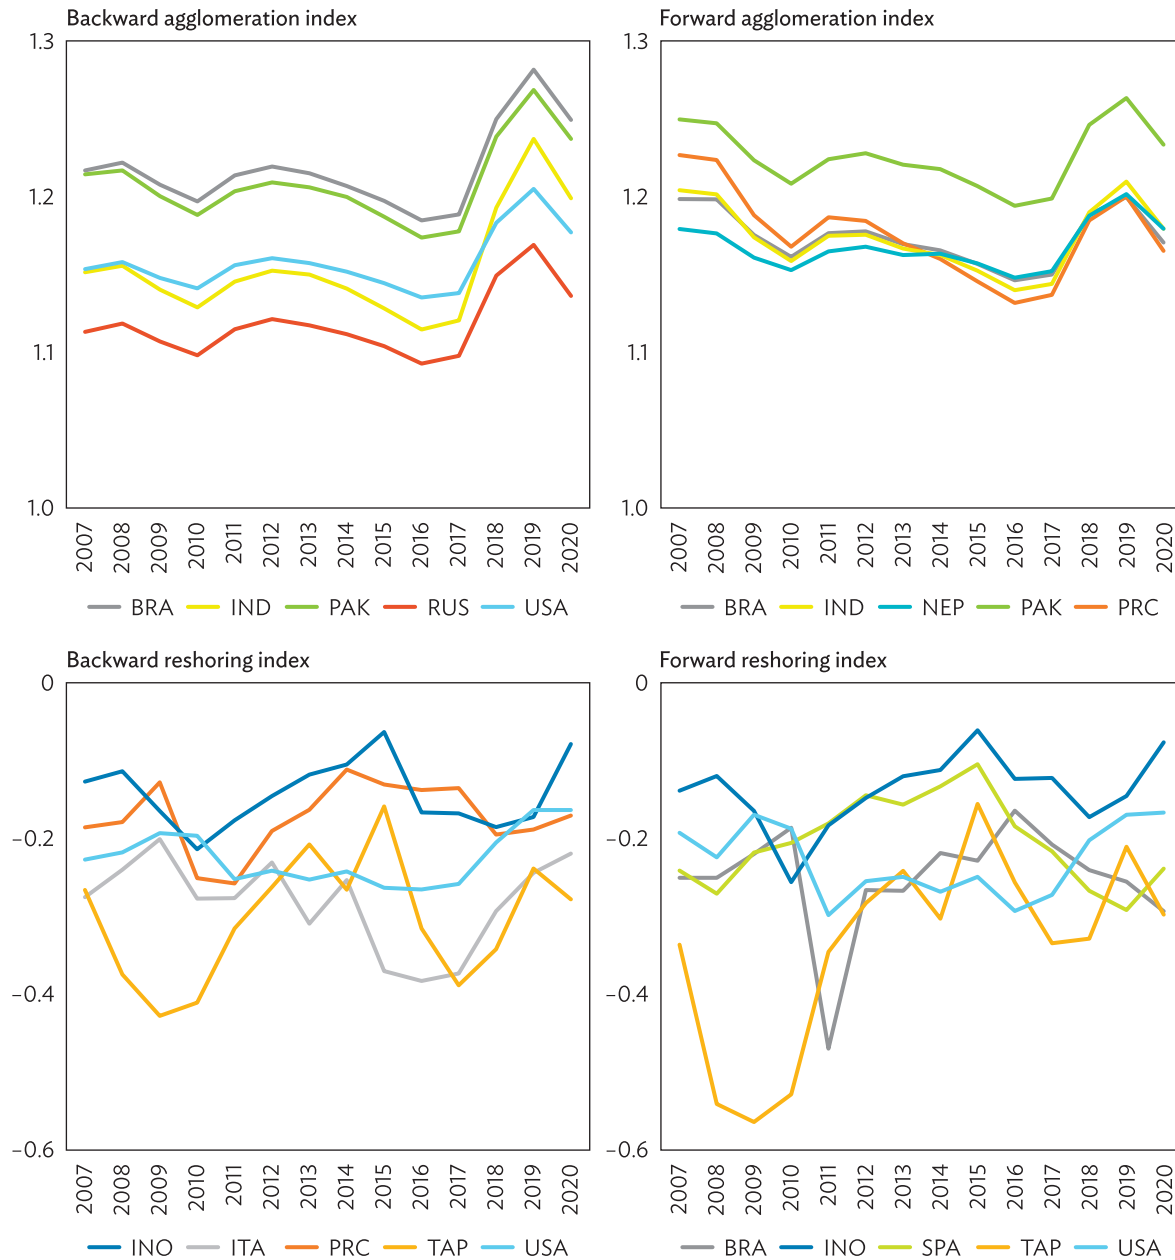 Backward agglomeration index
1.3
1.2
1.1
1.0
2007 2008 2009 2010 2011 2012 2013 2014 2015 2016 2017 2018 2019 2020
BRA IND PAK RUS USA
Forward agglomeration index
1.3
1.2
1.1
1.0
2007 2008 2009 2010 2011 2012 2013 2014 2015 2016 2017 2018 2019 2020
BRA IND NEP PAK PRC
Backward reshoring index
0
−0.2
−0.4
−0.6
2007 2008 2009 2010 2011 2012 2013 2014 2015 2016 2017 2018 2019 2020
INO ITA PRC TAP USA
Forward reshoring index
0
−0.2
−0.4
−0.6
2007 2008 2009 2010 2011 2012 2013 2014 2015 2016 2017 2018 2019 2020
BRA INO SPA TAP USA